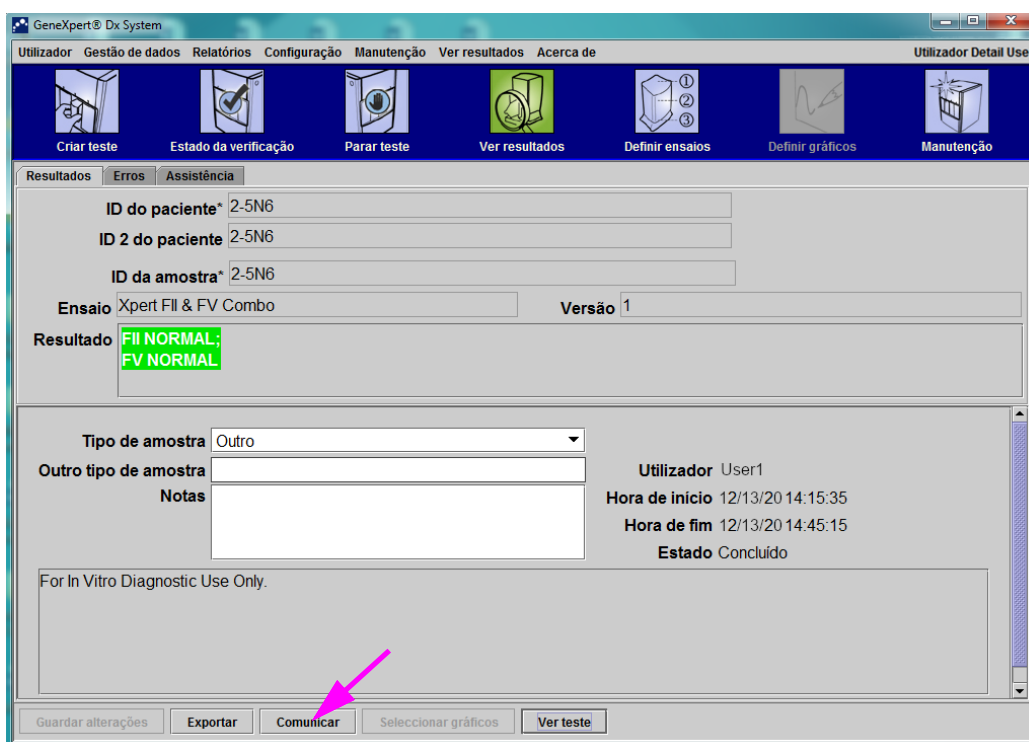 GeneXpert® Dx System
Utilizador Gestão de dados Relatórios Configuração Manutenção Ver resultados Acerca de Utilizador Detail Use
① ② ③
Criar teste Estado da verificação Parar teste Ver resultados Definir ensaios Definir gráficos Manutenção
Resultados Erros Assistência
ID do paciente* 2-5N6
ID 2 do paciente 2-5N6
ID da amostra* 2-5N6
Ensaio Xpert FII & FV Combo Versão 1
Resultado FII NORMAL;
FV NORMAL
Tipo de amostra Outro
Outro tipo de amostra Utilizador User1
Notas Hora de início 12/13/20 14:15:35
Hora de fim 12/13/20 14:45:15
Estado Concluído
For In Vitro Diagnostic Use Only.
Guardar alterações Exportar Comunicar Seleccionar gráficos Ver teste